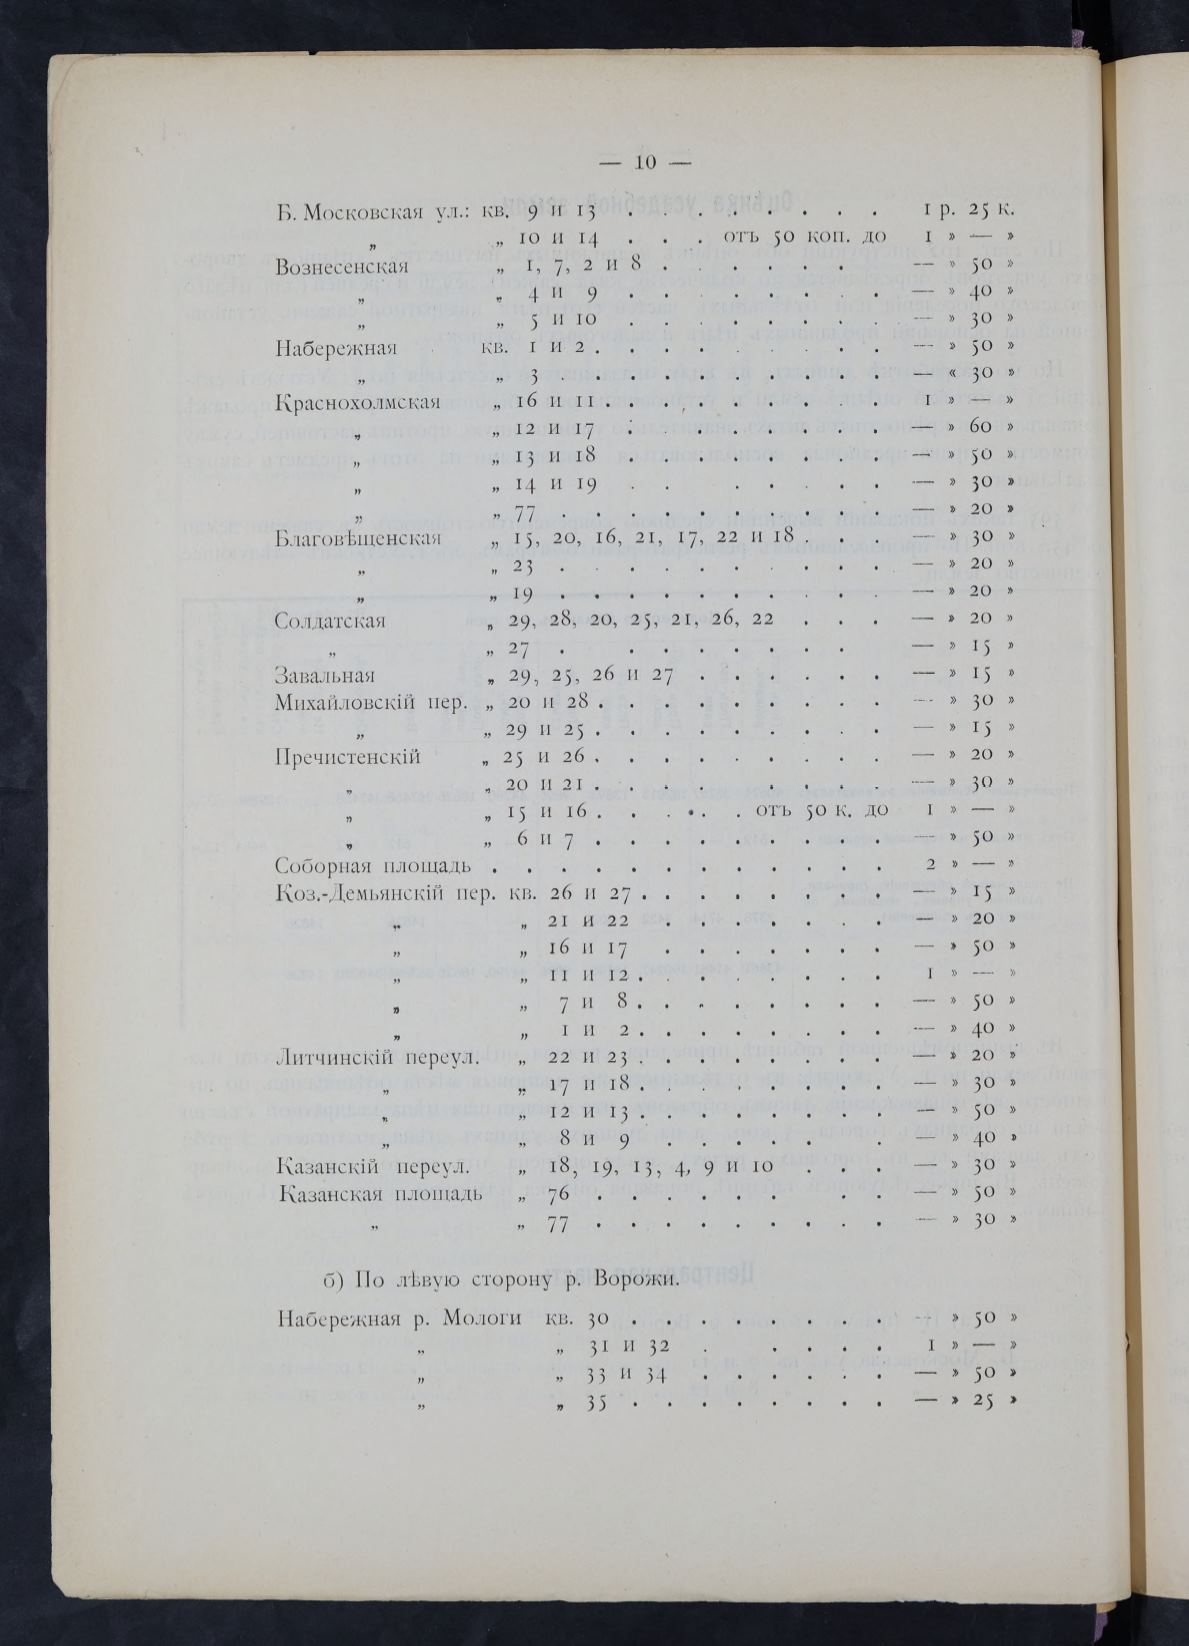 — 10 —
Б. Московская ул.: кв. 9 и 13 . . . . . . . . 1 р. 25 к.
„ „ 10 и 14 . . . отъ 50 коп. до 1 » — »
Вознесенская „ 1, 7, 2 и 8 . . . . . . — » 50 »
„ „ 4 и 9 . . . . . . . . — » 40 »
„ „ 5 и 10 . . . . . . . . — » 30 »
Набережная кв. 1 и 2 . . . . . . . . . — » 50 »
„ „ 3 . . . . . . . . . . — « 30 »
Краснохолмская „ 16 и 11 . . . . . . . . . 1 » — »
„ „ 12 и 17 . . . . . . . . — » 60 »
„ „ 13 и 18 . . . . . . . . — » 50 »
„ „ 14 и 19 . . . . . . . — » 30 »
„ „ 77 . . . . . . . . . . — » 20 »
Благовѣщенская „ 15, 20, 16, 21, 17, 22 и 18 . . . — » 30 »
„ „ 23 . . . . . . . . . . — » 20 »
„ „ 19 . . . . . . . . . . — » 20 »
Солдатская „ 29, 28, 20, 25, 21, 26, 22 . . . — » 20 »
„ „ 27 . . . . . . . . . — » 15 »
Завальная „ 29, 25, 26 и 27 . . . . . . — » 15 »
Михайловскій пер. „ 20 и 28 . . . . . . . . . — » 30 »
„ „ 29 и 25 . . . . . . . . . — » 15 »
Пречистенскій „ 25 и 26 . . . . . . . . . — » 20 »
„ „ 20 и 21 . . . . . . . . . — » 30 »
„ „ 15 и 16 . . . . . отъ 50 к. до 1 » — »
„ „ 6 и 7 . . . . . . . . . — » 50 »
Соборная площадь . . . . . . . . . . . . 2 » — »
Коз.-Демьянскій пер. кв. 26 и 27 . . . . . . . . — » 15 »
„ „ 21 и 22 . . . . . . . — » 20 »
„ „ 16 и 17 . . . . . . . — » 50 »
„ „ 11 и 12 . . . . . . . . 1 » — »
„ „ 7 и 8 . . . . . . . . — » 50 »
„ „ 1 и 2 . . . . . . . . — » 40 »
Литчинскій переул. „ 22 и 23 . . . . . . . . — » 20 »
„ „ 17 и 18 . . . . . . . . — » 30 »
„ „ 12 и 13 . . . . . . . . — » 50 »
„ „ 8 и 9 . . . . . . . — » 40 »
Казанскій переул. „ 18, 19, 13, 4, 9 и 10 . . . . — » 30 »
Казанская площадь „ 76 . . . . . . . . . — » 50 »
„ „ 77 . . . . . . . . . — » 30 »
б) По лѣвую сторону р. Ворожи.
Набережная р. Мологи кв. 30 . . . . . . . . — » 50 »
„ „ 31 и 32 . . . . . 1 » — »
„ „ 33 и 34 . . . . . . — » 50 »
„ „ 35 . . . . . . . . — » 25 »